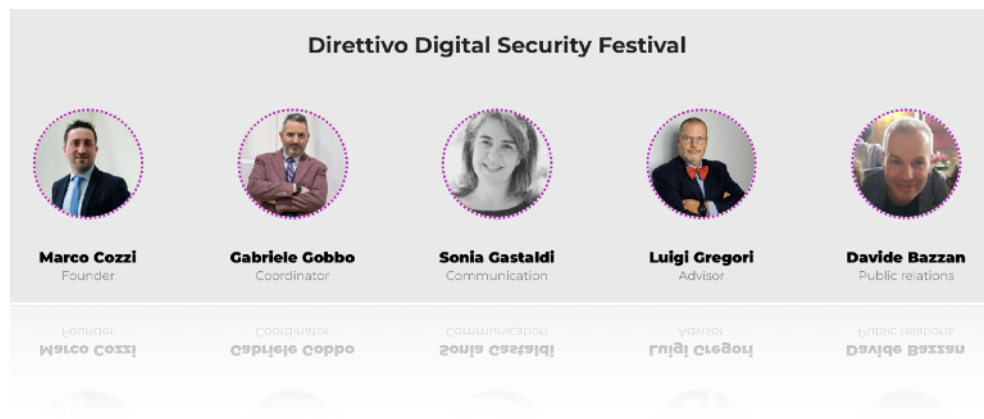 Direttivo Digital Security Festival
Marco Cozzi
Founder
Gabriele Gobbo
Coordinator
Sonia Gastaldi
Communication
Luigi Gregori
Advisor
Davide Bazzan
Public relations